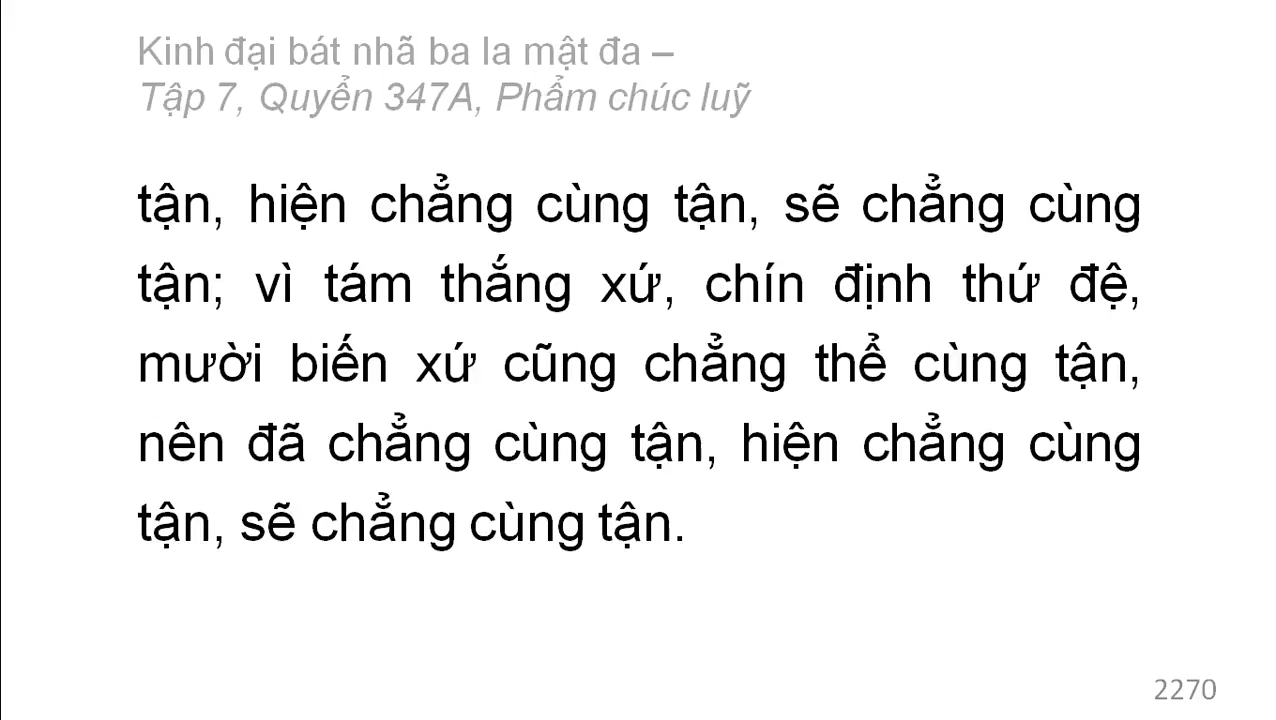 Kinh đại bát nhã ba la mật đa –
Tập 7, Quyển 347A, Phẩm chúc luỹ
tận, hiện chẳng cùng tận, sẽ chẳng cùng
tận; vì tám thắng xứ, chín định thứ đệ,
mười biến xứ cũng chẳng thể cùng tận,
nên đã chẳng cùng tận, hiện chẳng cùng
tận, sẽ chẳng cùng tận.
2270